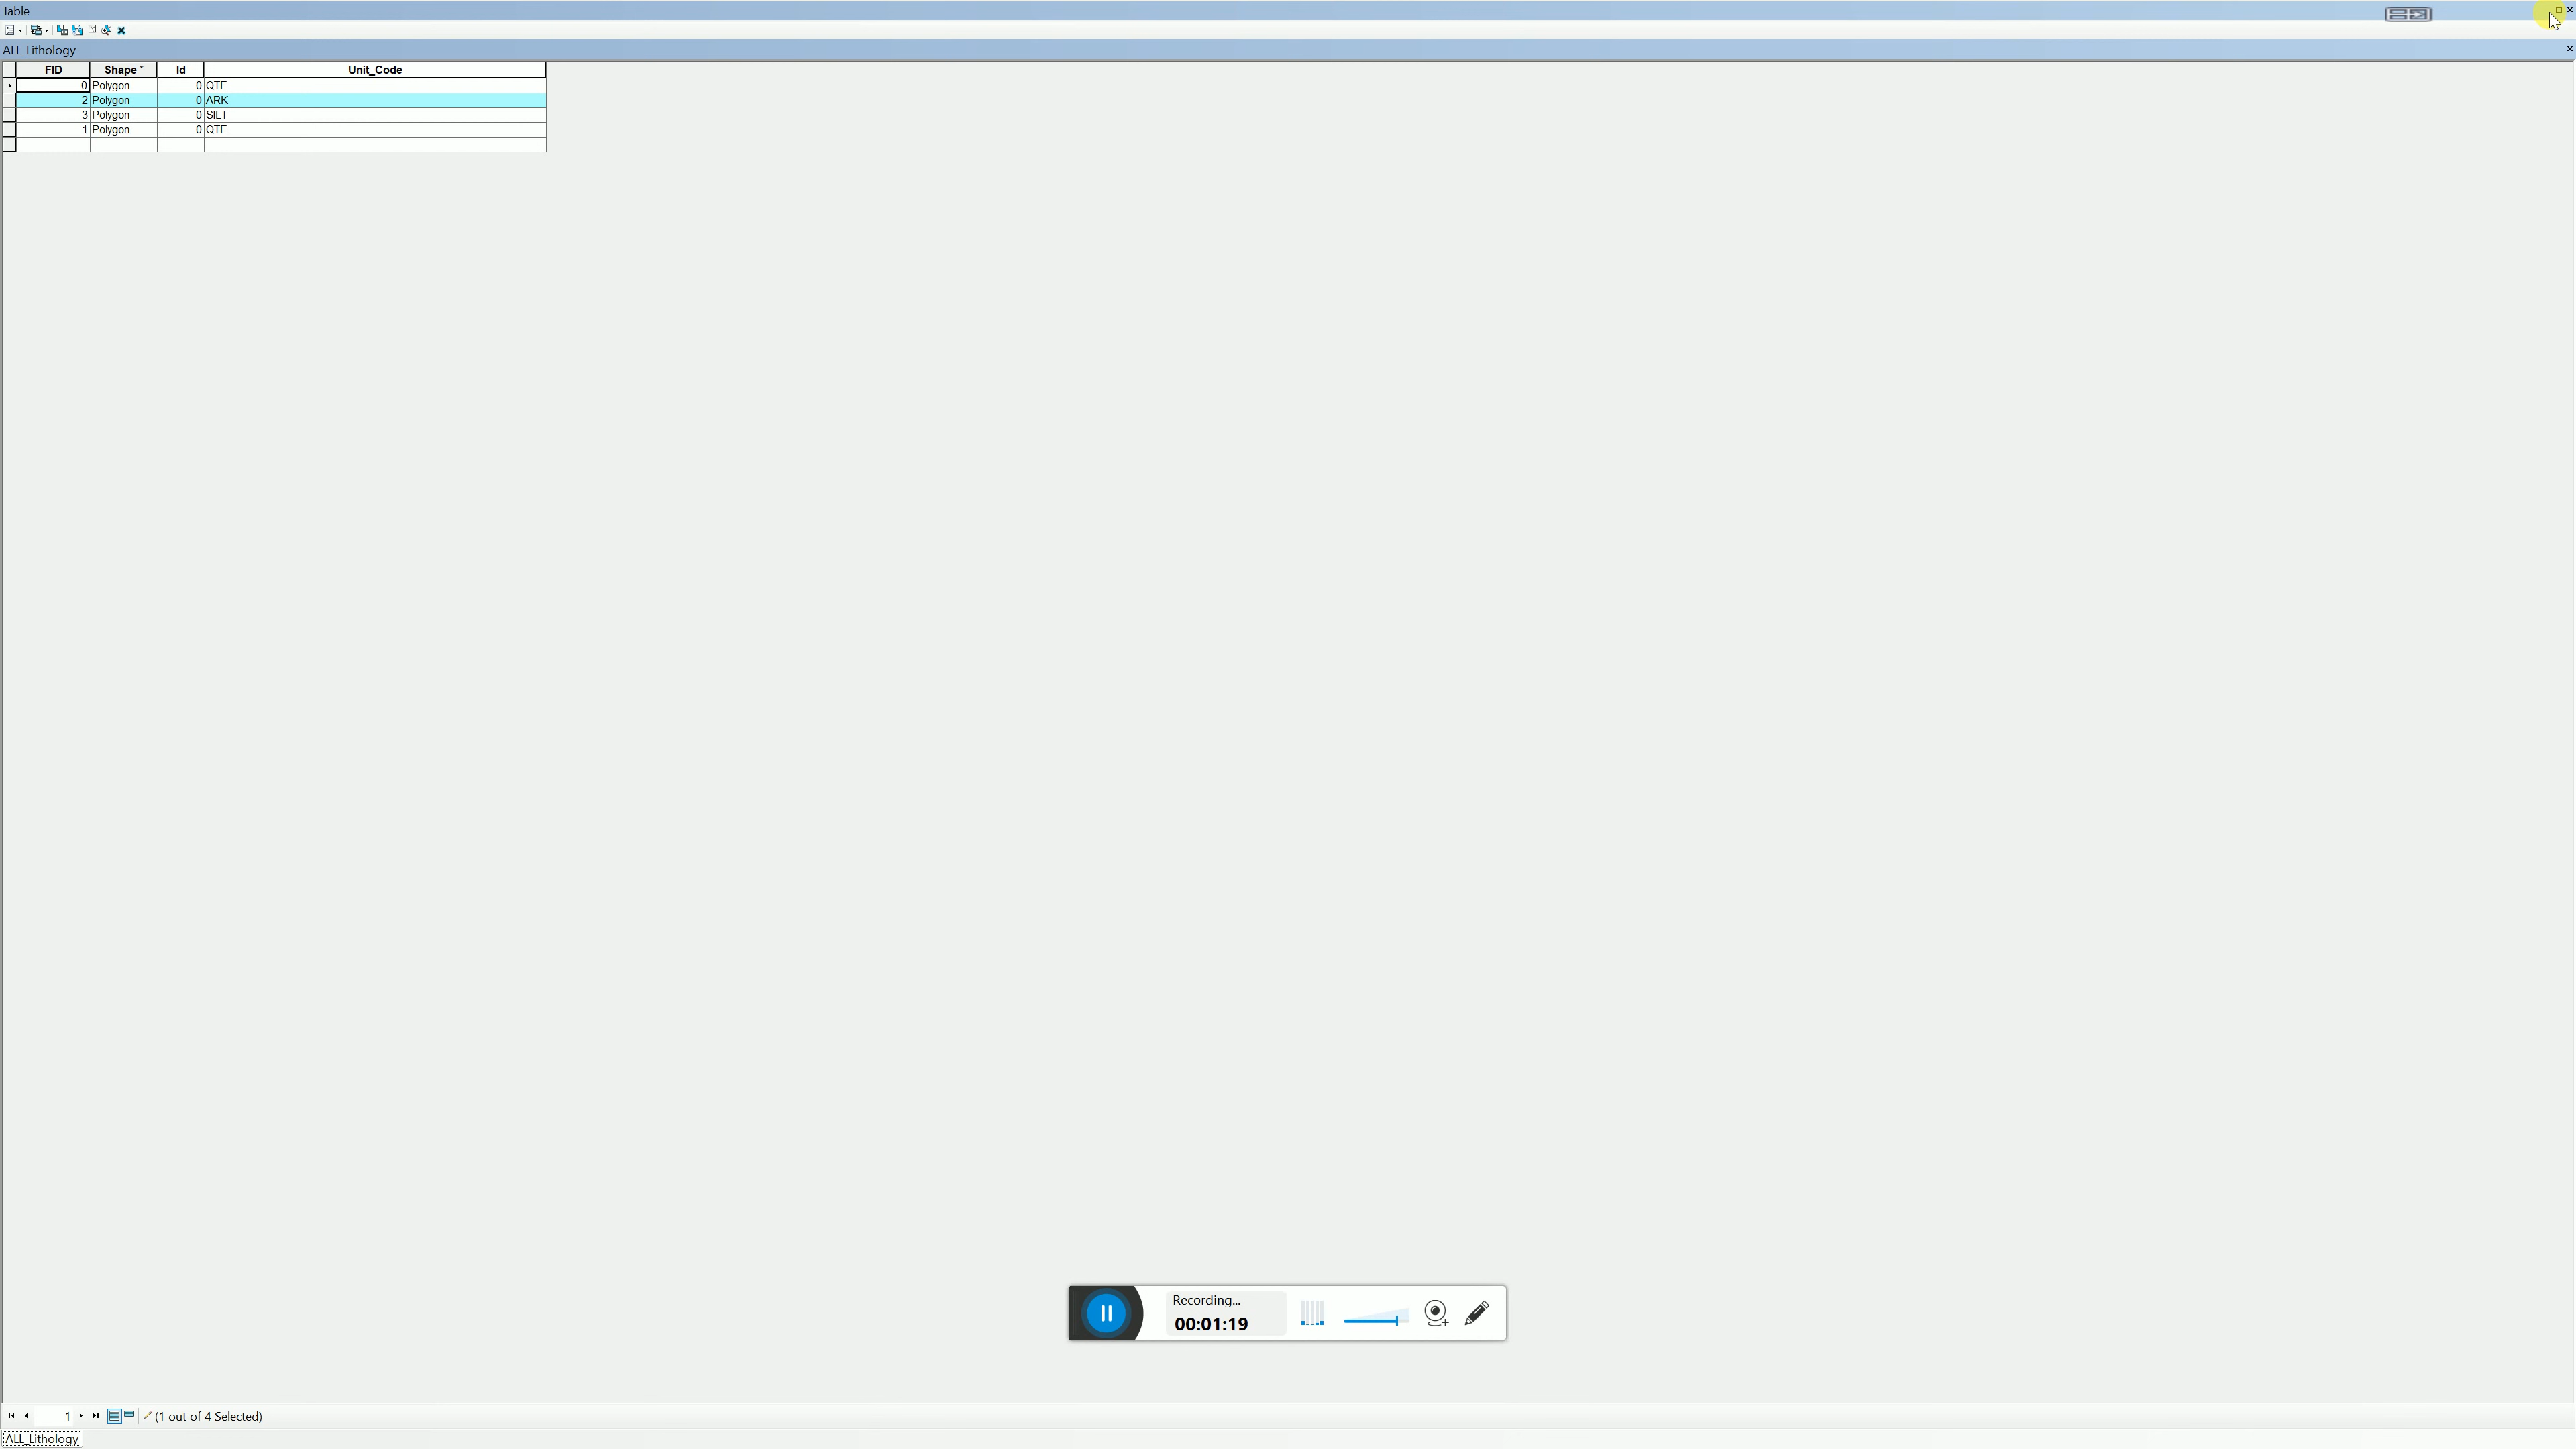 Table
ALL_Lithology
FID Shape * Id Unit_Code
0 Polygon 0 QTE
2 Polygon 0 ARK
3 Polygon 0 SILT
1 Polygon 0 QTE
Recording...
00:01:19
1 (1 out of 4 Selected)
ALL_Lithology